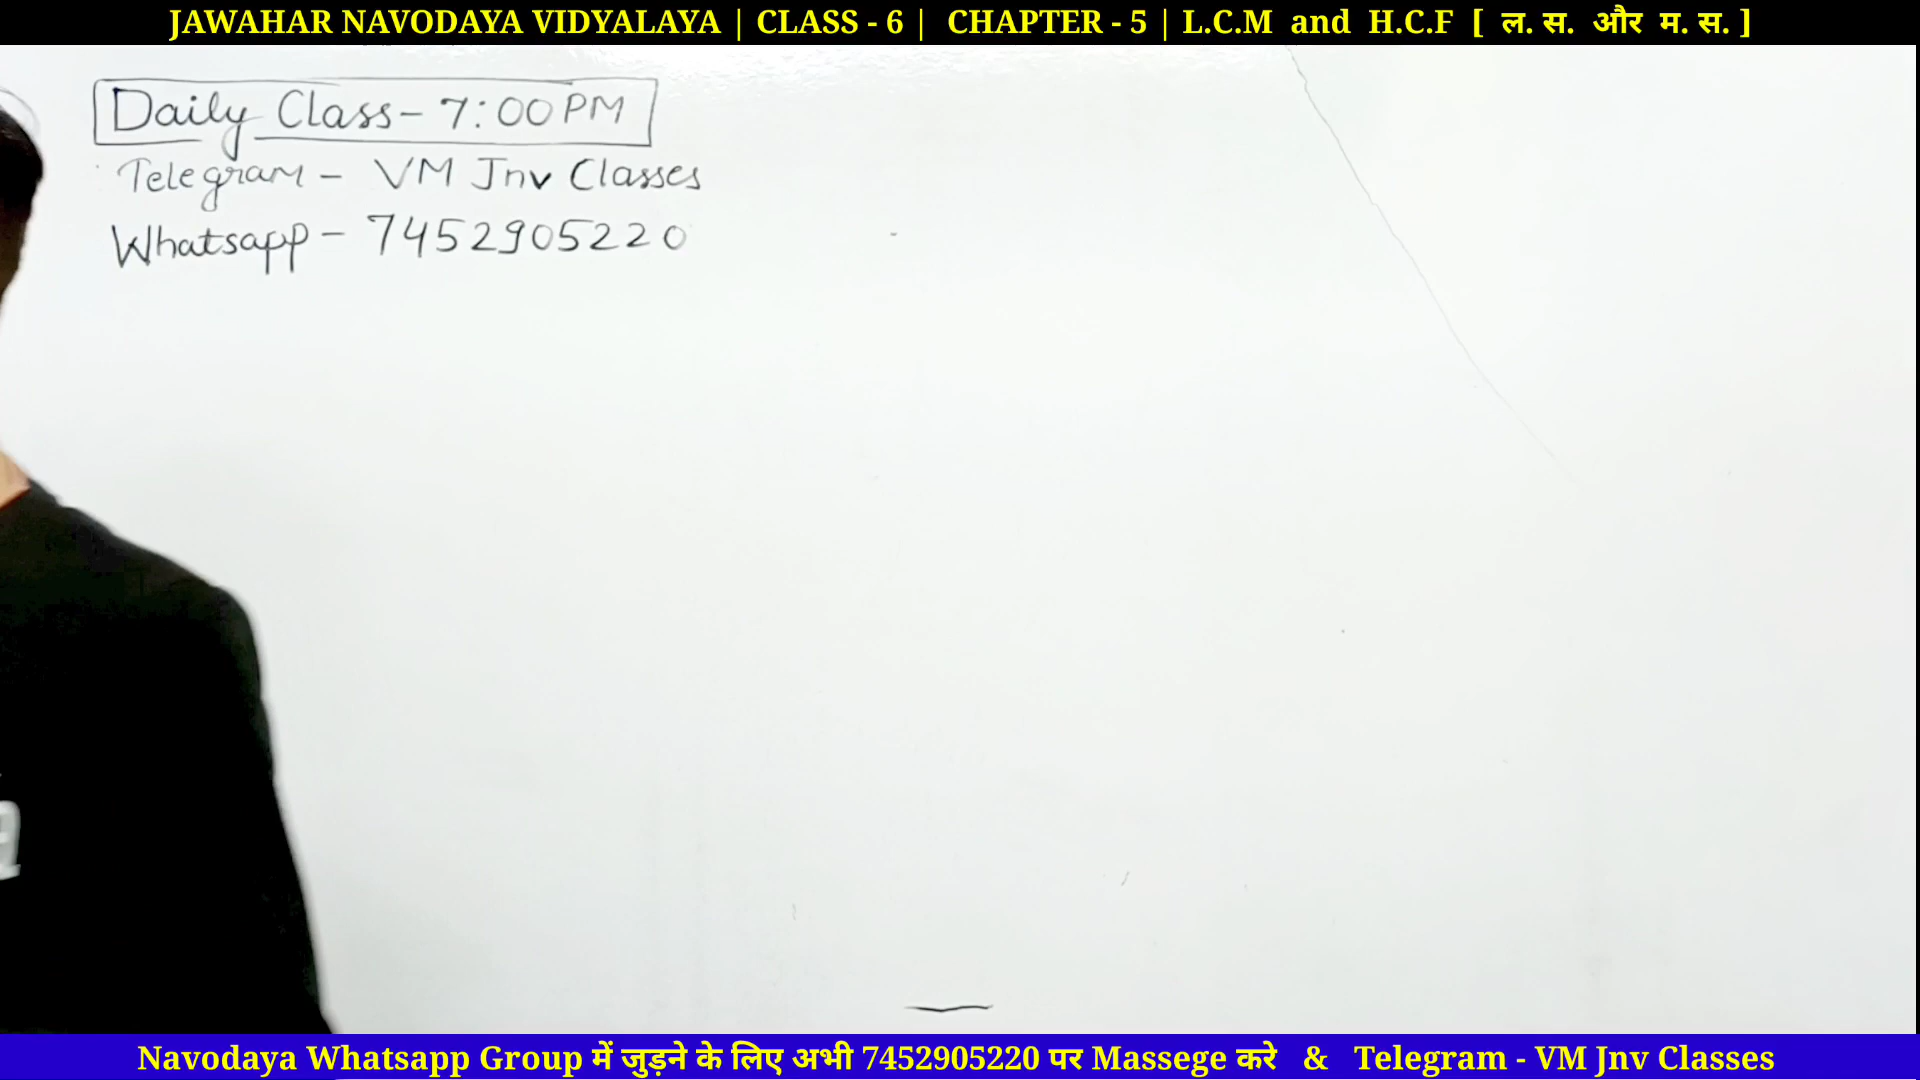 JAWAHAR NAVODAYA VIDYALAYA | CLASS - 6 | CHAPTER - 5 | L.C.M and H.C.F [ ल. स. और म. स. ]
Daily Class - 7:00 PM
Telegram - VM Jnv Classes
Whatsapp - 7452905220
A
Navodaya Whatsapp Group में जुड़ने के लिए अभी 7452905220 पर Massege करे & Telegram - VM Jnv Classes